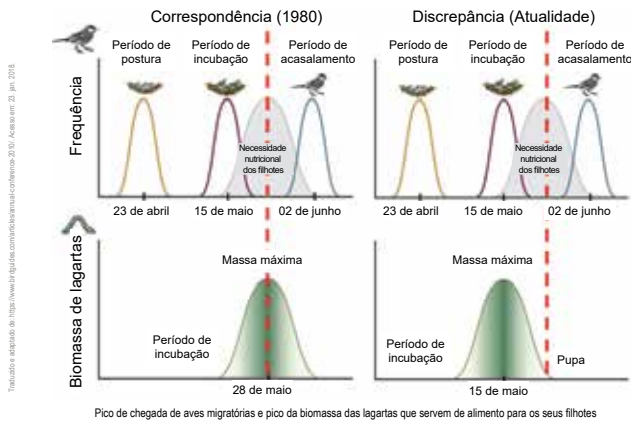 Correspondência (1980)
Período de
postura
Período de
incubação
Período de
acasalamento
Frequência
Necessidade
nutricional
dos filhotes
23 de abril
15 de maio
02 de junho
Biomassa de lagartas
Massa máxima
Período de
incubação
28 de maio
Discrepância (Atualidade)
Período de
postura
Período de
incubação
Período de
acasalamento
Necessidade
nutricional
dos filhotes
23 de abril
15 de maio
02 de junho
Massa máxima
Período de
incubação
Pupa
15 de maio
Pico de chegada de aves migratórias e pico da biomassa das lagartas que servem de alimento para os seus filhotes
Traduzido e adaptado de: https://www.birdguides.com/articles/annual-conference-2010/. Acesso em: 23. jan. 2018.